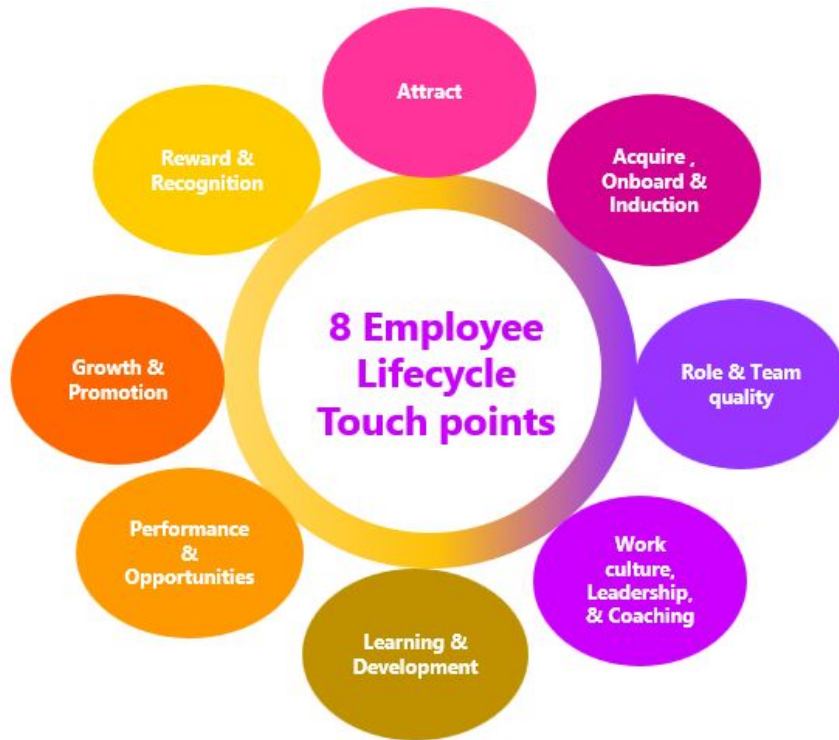 Attract
Acquire ,
Onboard &
Induction
Role & Team
quality
Work
culture,
Leadership,
& Coaching
Learning &
Development
Performance
&
Opportunities
Growth &
Promotion
Reward &
Recognition
8 Employee
Lifecycle
Touch points